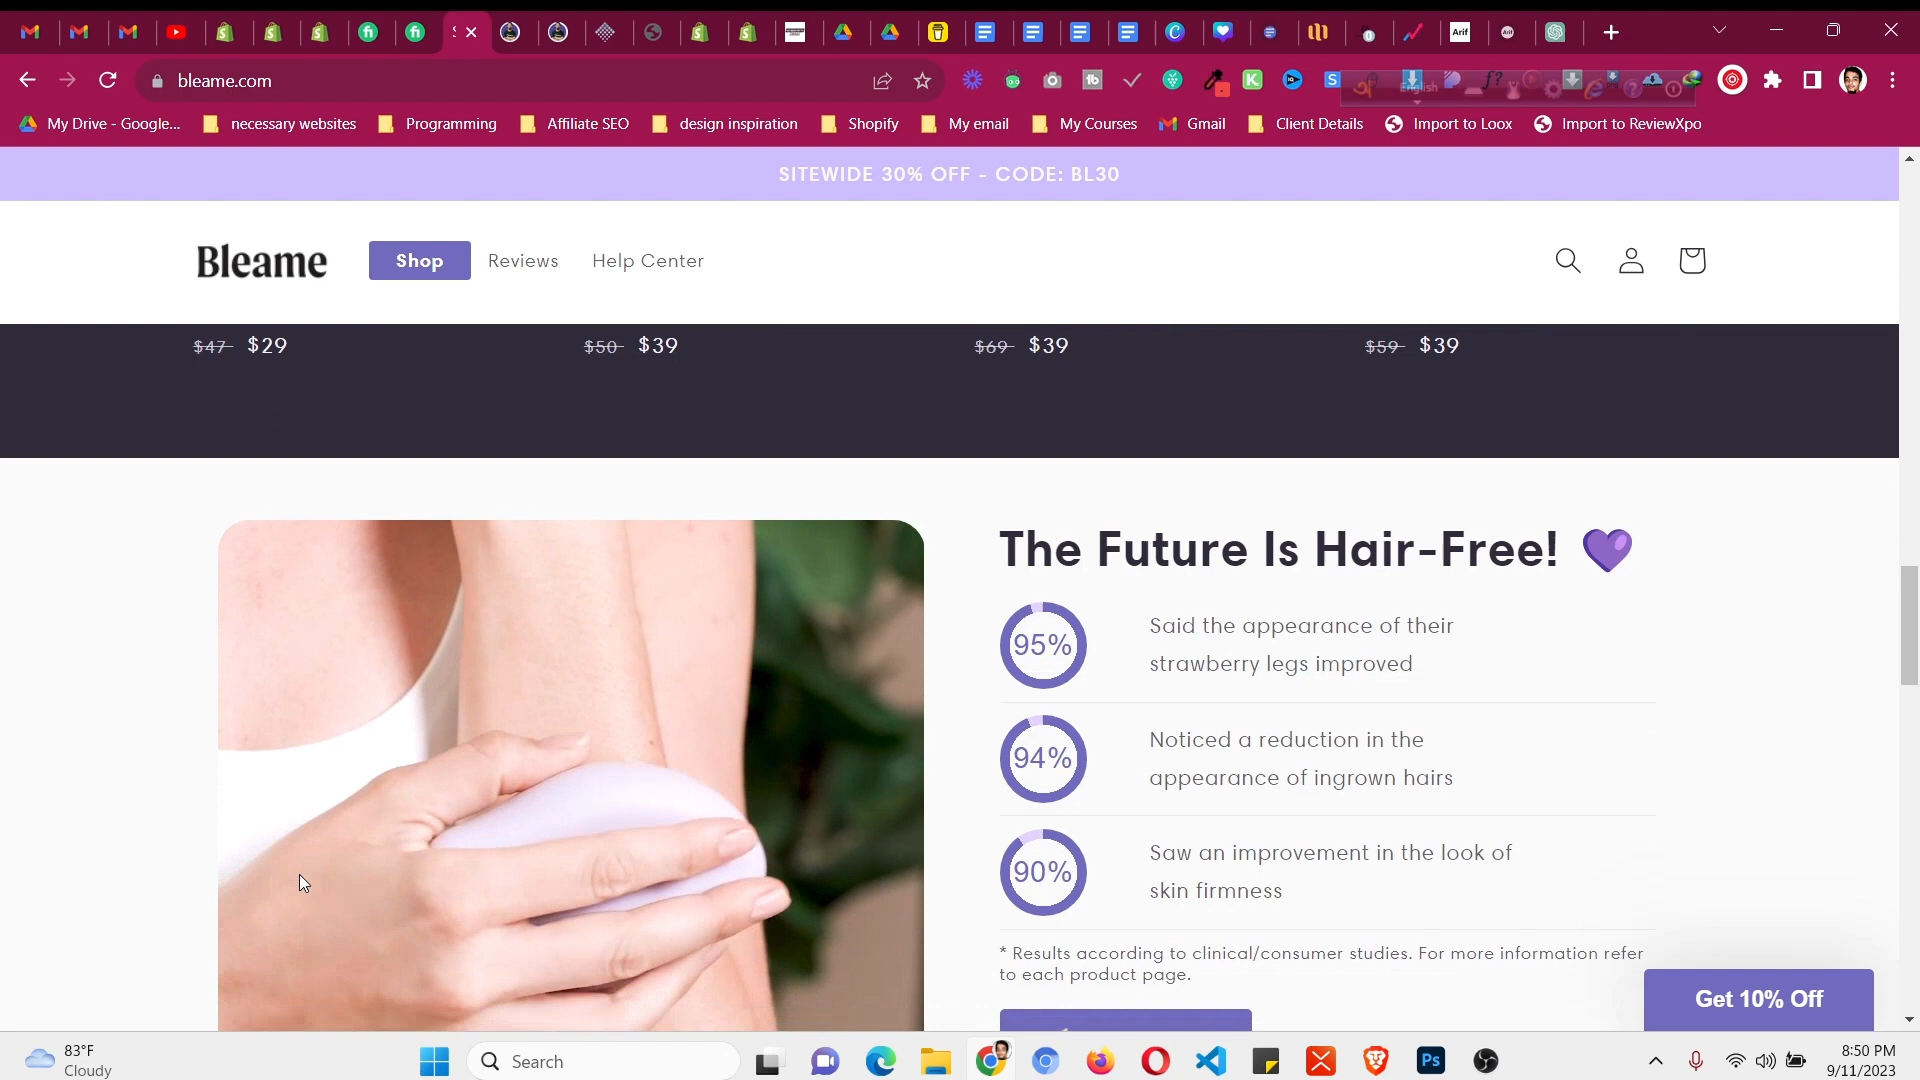 bleame.com
English
My Drive - Google...
necessary websites
Programming
Affiliate SEO
design inspiration
Shopify
My email
My Courses
Gmail
Client Details
Import to Loox
Import to ReviewXpo
SITEWIDE 30% OFF - CODE: BL30
Bleame
Shop
Reviews
Help Center
$47 $29
$50 $39
$69 $39
$59 $39
The Future Is Hair-Free! 💜
95%
Said the appearance of their
strawberry legs improved
94%
Noticed a reduction in the
appearance of ingrown hairs
90%
Saw an improvement in the look of
skin firmness
* Results according to clinical/consumer studies. For more information refer
to each product page.
Get 10% Off
83°F
Cloudy
Search
Ps
8:50 PM
9/11/2023